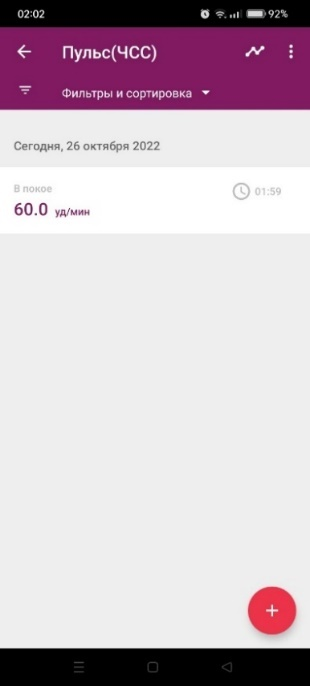 02:02
92%
Пульс(ЧСС)
Фильтры и сортировка
Сегодня, 26 октября 2022
В покое
01:59
60.0 уд/мин